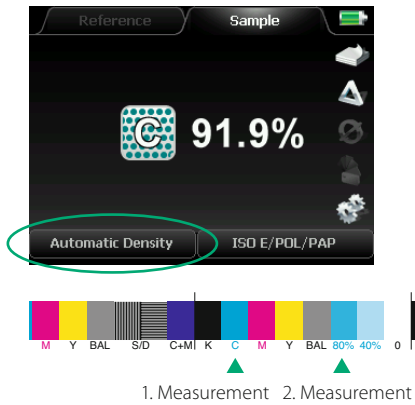 Reference Sample
C 91.9%
Automatic Density ISO E/POL/PAP
M Y BAL S/D C+M K C M Y BAL 80% 40% 0
1. Measurement 2. Measurement